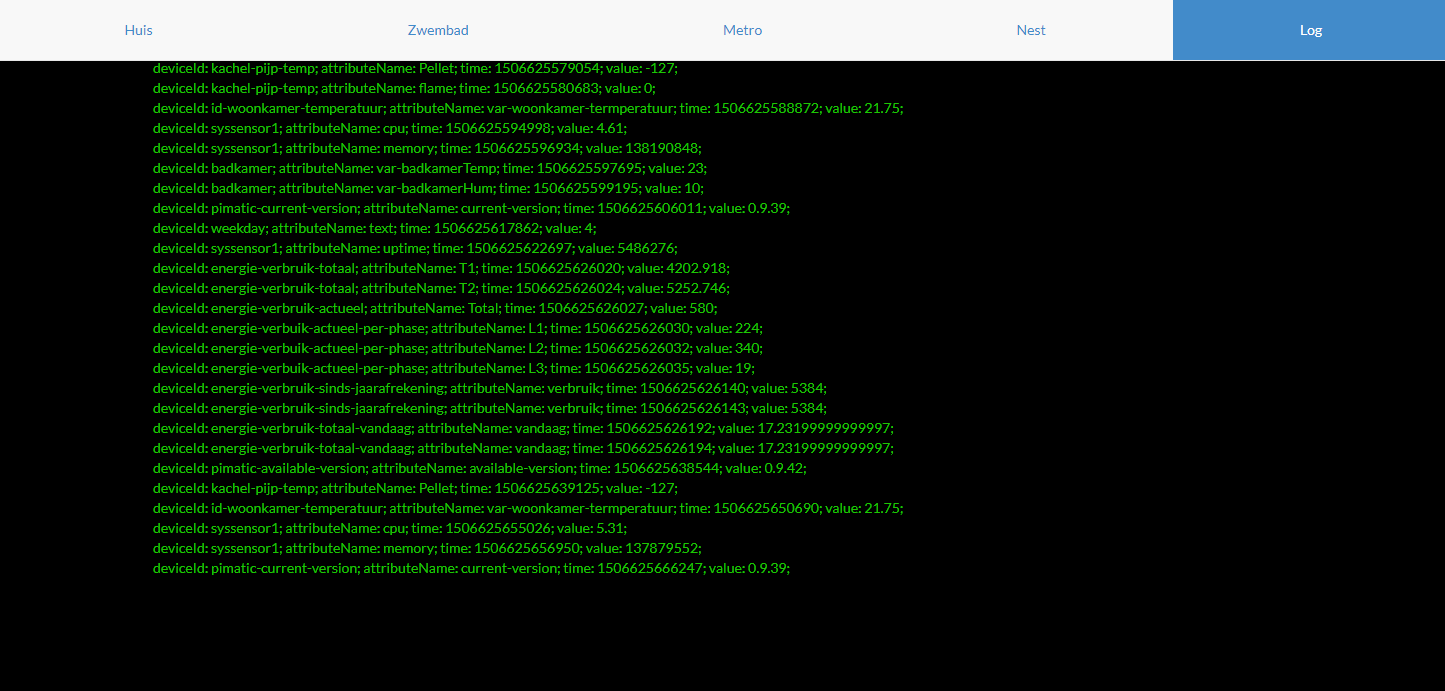 Huis Zwembad Metro Nest Log
deviceId: kachel-pijp-temp; attributeName: Pellet; time: 1506625579054; value: -127;
deviceId: kachel-pijp-temp; attributeName: flame; time: 1506625580683; value: 0;
deviceId: id-woonkamer-temperatuur; attributeName: var-woonkamer-termperatuur; time: 1506625588872; value: 21.75;
deviceId: syssensor1; attributeName: cpu; time: 1506625594998; value: 4.61;
deviceId: syssensor1; attributeName: memory; time: 1506625596934; value: 138190848;
deviceId: badkamer; attributeName: var-badkamerTemp; time: 1506625597695; value: 23;
deviceId: badkamer; attributeName: var-badkamerHum; time: 1506625599195; value: 10;
deviceId: pimatic-current-version; attributeName: current-version; time: 1506625606011; value: 0.9.39;
deviceId: weekday; attributeName: text; time: 1506625617862; value: 4;
deviceId: syssensor1; attributeName: uptime; time: 1506625622697; value: 5486276;
deviceId: energie-verbruik-totaal; attributeName: T1; time: 1506625626020; value: 4202.918;
deviceId: energie-verbruik-totaal; attributeName: T2; time: 1506625626024; value: 5252.746;
deviceId: energie-verbruik-actueel; attributeName: Total; time: 1506625626027; value: 580;
deviceId: energie-verbuik-actueel-per-phase; attributeName: L1; time: 1506625626030; value: 224;
deviceId: energie-verbuik-actueel-per-phase; attributeName: L2; time: 1506625626032; value: 340;
deviceId: energie-verbuik-actueel-per-phase; attributeName: L3; time: 1506625626035; value: 19;
deviceId: energie-verbruik-sinds-jaarafrekening; attributeName: verbruik; time: 1506625626140; value: 5384;
deviceId: energie-verbruik-sinds-jaarafrekening; attributeName: verbruik; time: 1506625626143; value: 5384;
deviceId: energie-verbruik-totaal-vandaag; attributeName: vandaag; time: 1506625626192; value: 17.23199999999997;
deviceId: energie-verbruik-totaal-vandaag; attributeName: vandaag; time: 1506625626194; value: 17.23199999999997;
deviceId: pimatic-available-version; attributeName: available-version; time: 1506625638544; value: 0.9.42;
deviceId: kachel-pijp-temp; attributeName: Pellet; time: 1506625639125; value: -127;
deviceId: id-woonkamer-temperatuur; attributeName: var-woonkamer-termperatuur; time: 1506625650690; value: 21.75;
deviceId: syssensor1; attributeName: cpu; time: 1506625655026; value: 5.31;
deviceId: syssensor1; attributeName: memory; time: 1506625656950; value: 137879552;
deviceId: pimatic-current-version; attributeName: current-version; time: 1506625666247; value: 0.9.39;